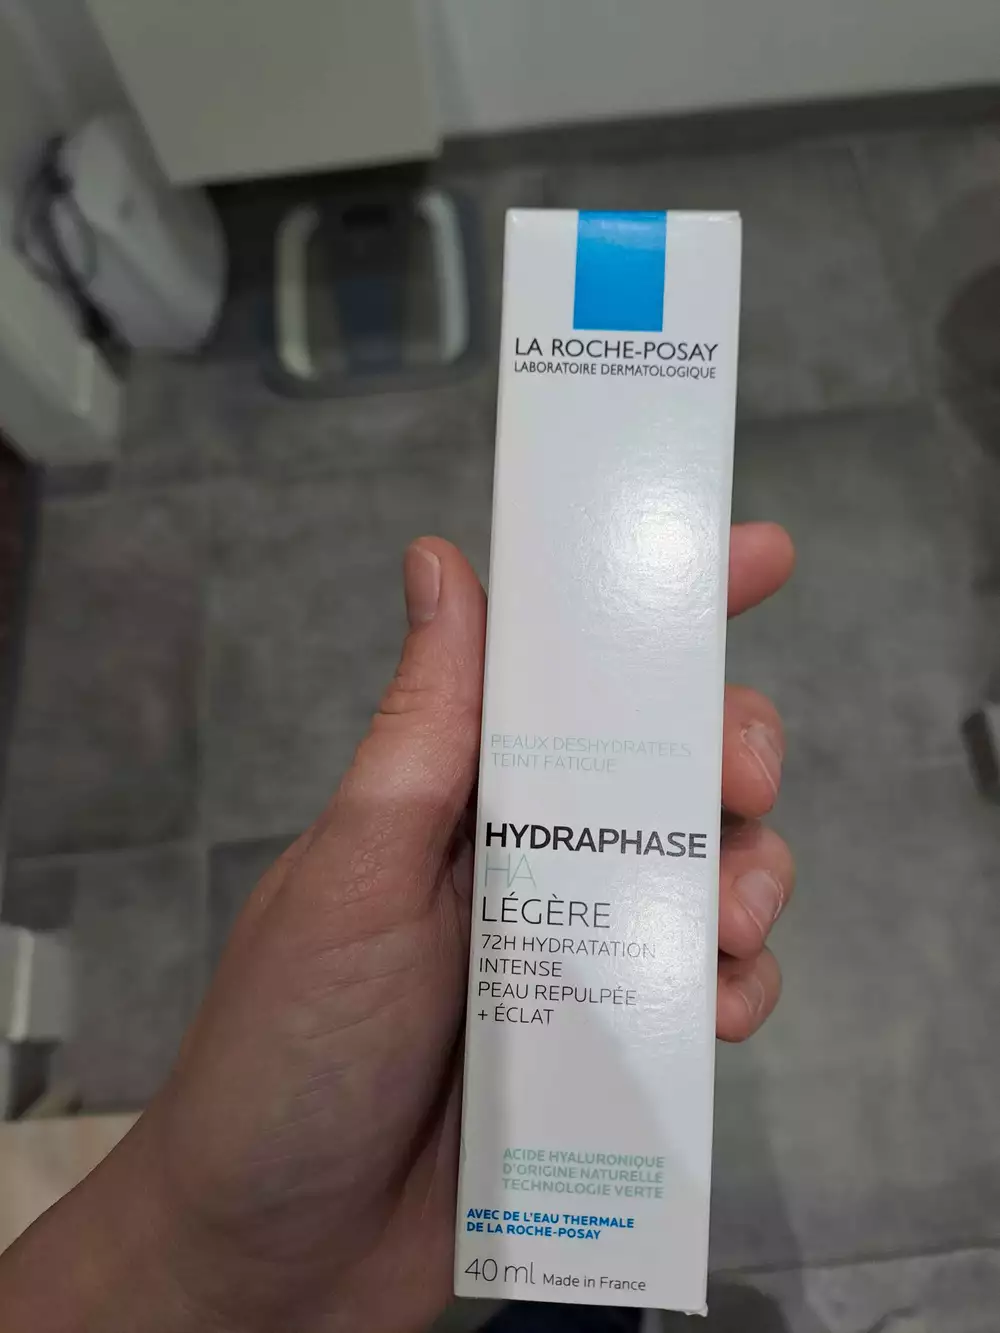 LA ROCHE-POSAY
LABORATOIRE DERMATOLOGIQUE
PEAUX DESHYDRATEES
TEINT FATIGUE
HYDRAPHASE
HA
LÉGÈRE
72H HYDRATATION
INTENSE
PEAU REPULPÉE
+ ÉCLAT
ACIDE HYALURONIQUE
D'ORIGINE NATURELLE
TECHNOLOGIE VERTE
AVEC DE L'EAU THERMALE
DE LA ROCHE-POSAY
40 ml Made in France